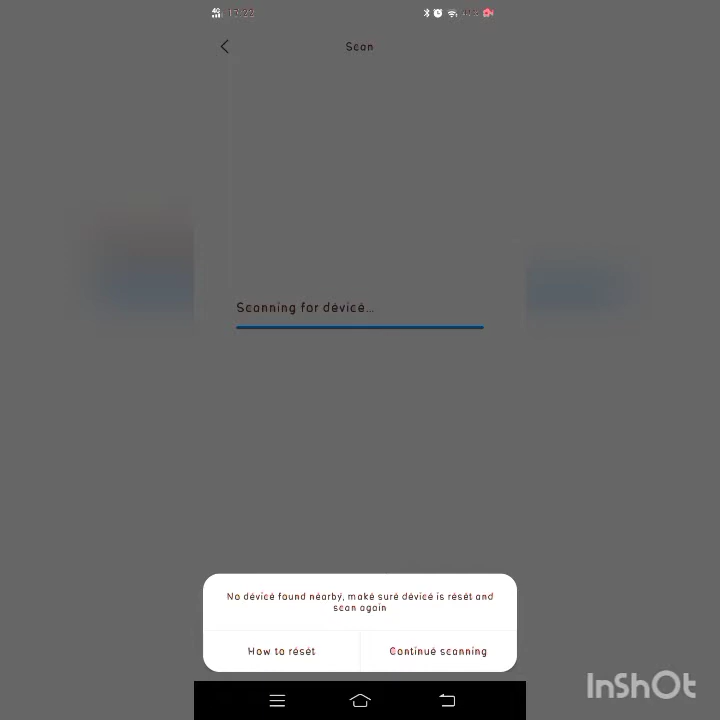 4G
Scan
Scanning for device...
No device found nearby, make sure device is reset and
scan again
How to reset
Continue scanning
InShOt